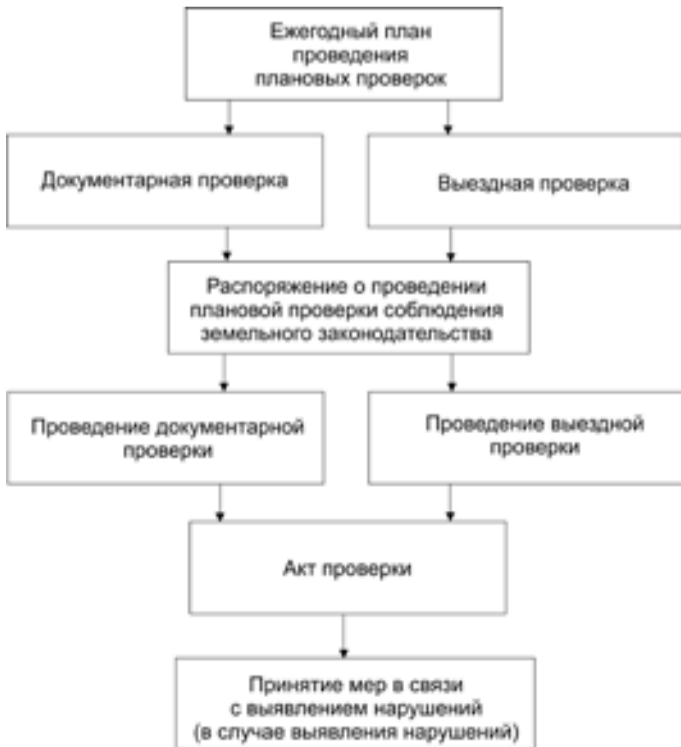 Ежегодный план
проведения
плановых проверок
Документарная проверка
Выездная проверка
Распоряжение о проведении
плановой проверки соблюдения
земельного законодательства
Проведение документарной
проверки
Проведение выездной
проверки
Акт проверки
Принятие мер в связи
с выявлением нарушений
(в случае выявления нарушений)